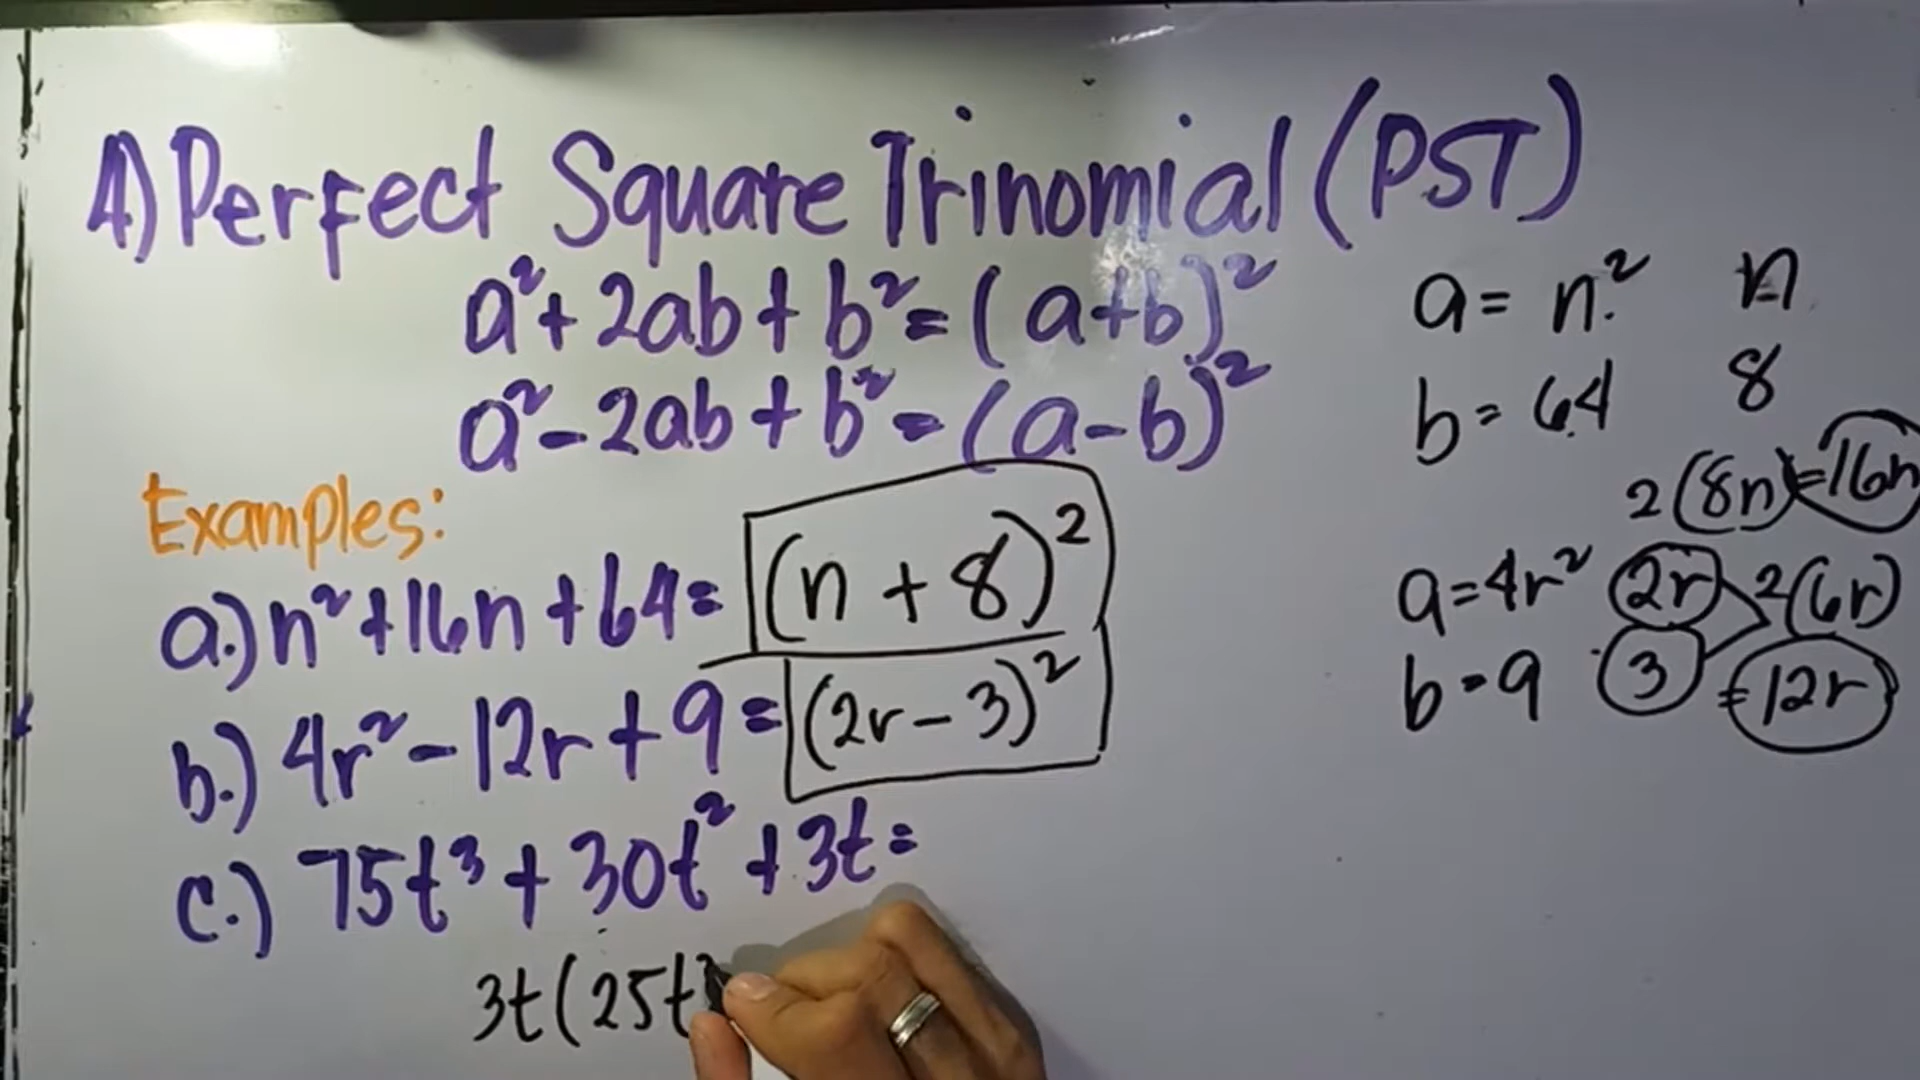 4) Perfect Square Trinomial (PST)
a² + 2ab + b² = (a+b)²
a² - 2ab + b² = (a-b)²
Examples:
a.) n² + 16n + 64 = (n + 8)²
b.) 4r² - 12r + 9 = (2r - 3)²
c.) 75t³ + 30t² + 3t =
3t(25t²
a = n² n
b = 64 8
2(8n) = 16n
a = 4r² 2r 2(6r)
b = 9 3 = 12r